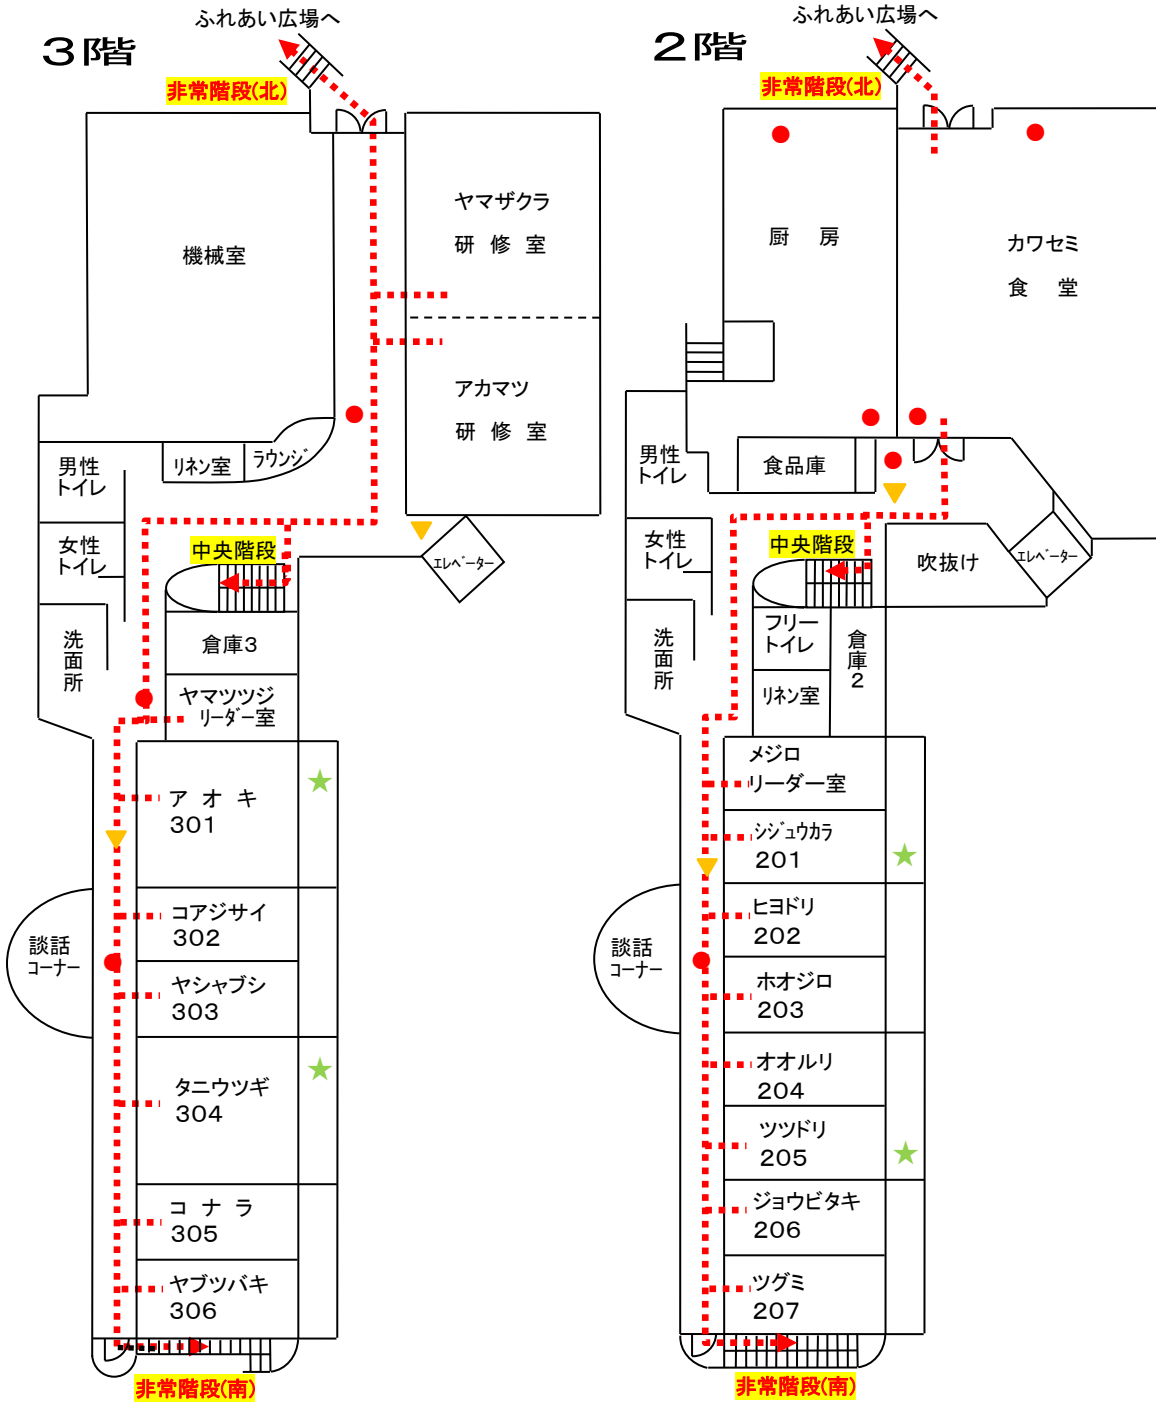 ふれあい広場へ
3階
非常階段(北)
ヤマザクラ
研 修 室
機械室
アカマツ
研 修 室
男性
トイレ
リネン室
ラウンジ
女性
トイレ
中央階段
エレベーター
洗面所
倉庫3
ヤマツツジ
リーダー室
ア オ キ
301
コアジサイ
302
談話
コーナー
ヤシャブシ
303
タニウツギ
304
コ ナ ラ
305
ヤブツバキ
306
非常階段(南)
ふれあい広場へ
2階
非常階段(北)
厨 房
カワセミ
食 堂
男性
トイレ
食品庫
女性
トイレ
中央階段
吹抜け
エレベーター
洗面所
フリー
トイレ
倉庫2
リネン室
メジロ
リーダー室
シジュウカラ
201
ヒヨドリ
202
談話
コーナー
ホオジロ
203
オオルリ
204
ツツドリ
205
ジョウビタキ
206
ツグミ
207
非常階段(南)